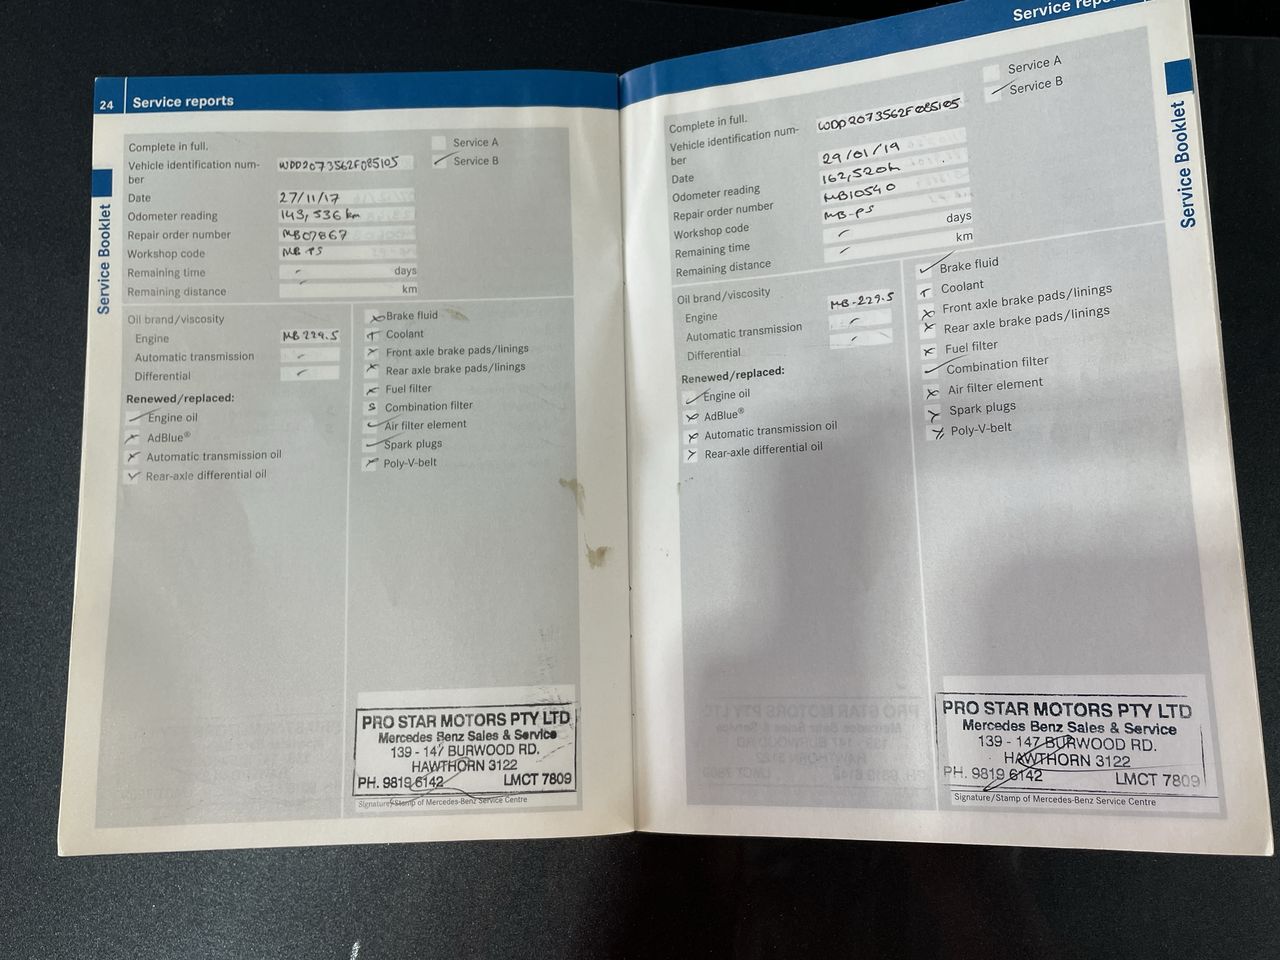 24 Service reports
Service Booklet
Complete in full.
Service A
Vehicle identification num-
ber
WDD2073562F085105
Service B
Date 27/11/17
Odometer reading 143,536 km
Repair order number MB07867
Workshop code MB PS
Remaining time - days
Remaining distance - km
Oil brand/viscosity
Engine MB 229.5
Automatic transmission -
Differential -
Renewed/replaced:
Engine oil
AdBlue®
Automatic transmission oil
Rear-axle differential oil
Brake fluid
Coolant
Front axle brake pads/linings
Rear axle brake pads/linings
Fuel filter
Combination filter
Air filter element
Spark plugs
Poly-V-belt
PRO STAR MOTORS PTY LTD
Mercedes Benz Sales & Service
139 - 147 BURWOOD RD.
HAWTHORN 3122
PH. 9819 6142 LMCT 7809
Signature/Stamp of Mercedes-Benz Service Centre
Service
Service Booklet
Complete in full.
Service A
Vehicle identification num-
ber
WDD2073562F085105
Service B
Date 29/01/19
Odometer reading 162,520
Repair order number MB10540
Workshop code MB-PS
Remaining time - days
Remaining distance - km
Oil brand/viscosity
Engine MB-229.5
Automatic transmission -
Differential -
Renewed/replaced:
Engine oil
AdBlue®
Automatic transmission oil
Rear-axle differential oil
Brake fluid
Coolant
Front axle brake pads/linings
Rear axle brake pads/linings
Fuel filter
Combination filter
Air filter element
Spark plugs
Poly-V-belt
PRO STAR MOTORS PTY LTD
Mercedes Benz Sales & Service
139 - 147 BURWOOD RD.
HAWTHORN 3122
PH. 9819 6142 LMCT 7809
Signature/Stamp of Mercedes-Benz Service Centre